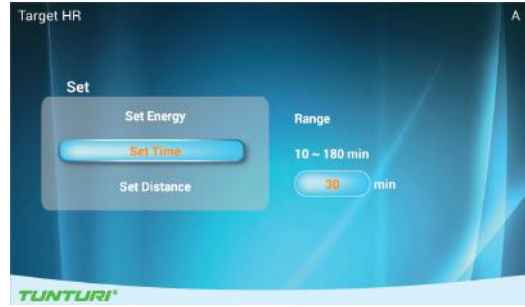 Target HR
A
Set
Set Energy
Set Time
Set Distance
Range
10 ~ 180 min
30 min
TUNTURI®